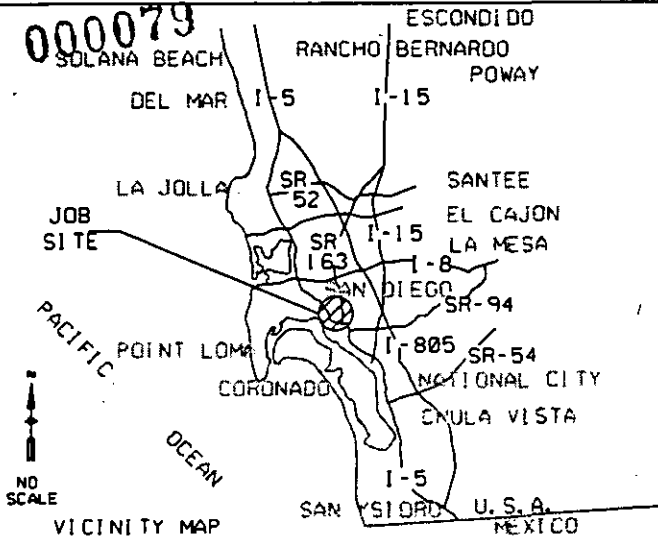 000079
ESCONDIDO
SOLANA BEACH
RANCHO BERNARDO
POWAY
DEL MAR
I-5
I-15
LA JOLLA
SR
52
SANTEE
EL CAJON
JOB
SITE
SR
163
I-15
LA MESA
I-8
SAN DIEGO
SR-94
PACIFIC
OCEAN
POINT LOMA
I-805
SR-54
CORONADO
NATIONAL CITY
CHULA VISTA
N
NO
SCALE
I-5
SAN YSIDRO
U.S.A.
MEXICO
VICINITY MAP